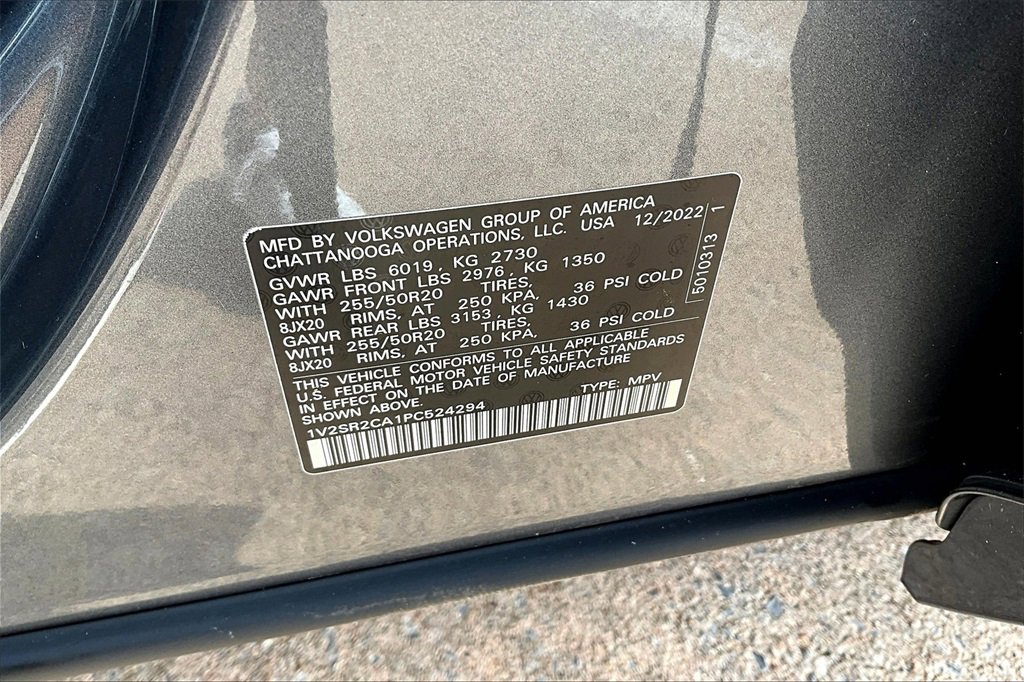 MFD BY VOLKSWAGEN GROUP OF AMERICA
CHATTANOOGA OPERATIONS, LLC. USA 12/2022
GVWR LBS 6019, KG 2730
GAWR FRONT LBS 2976, KG 1350
WITH 255/50R20 TIRES,
8JX20 RIMS, AT 250 KPA, 36 PSI COLD
GAWR REAR LBS 3153, KG 1430
WITH 255/50R20 TIRES,
8JX20 RIMS, AT 250 KPA, 36 PSI COLD
THIS VEHICLE CONFORMS TO ALL APPLICABLE
U.S. FEDERAL MOTOR VEHICLE SAFETY STANDARDS
IN EFFECT ON THE DATE OF MANUFACTURE
SHOWN ABOVE.
1V2SR2CA1PC524294 TYPE: MPV
5010313 1